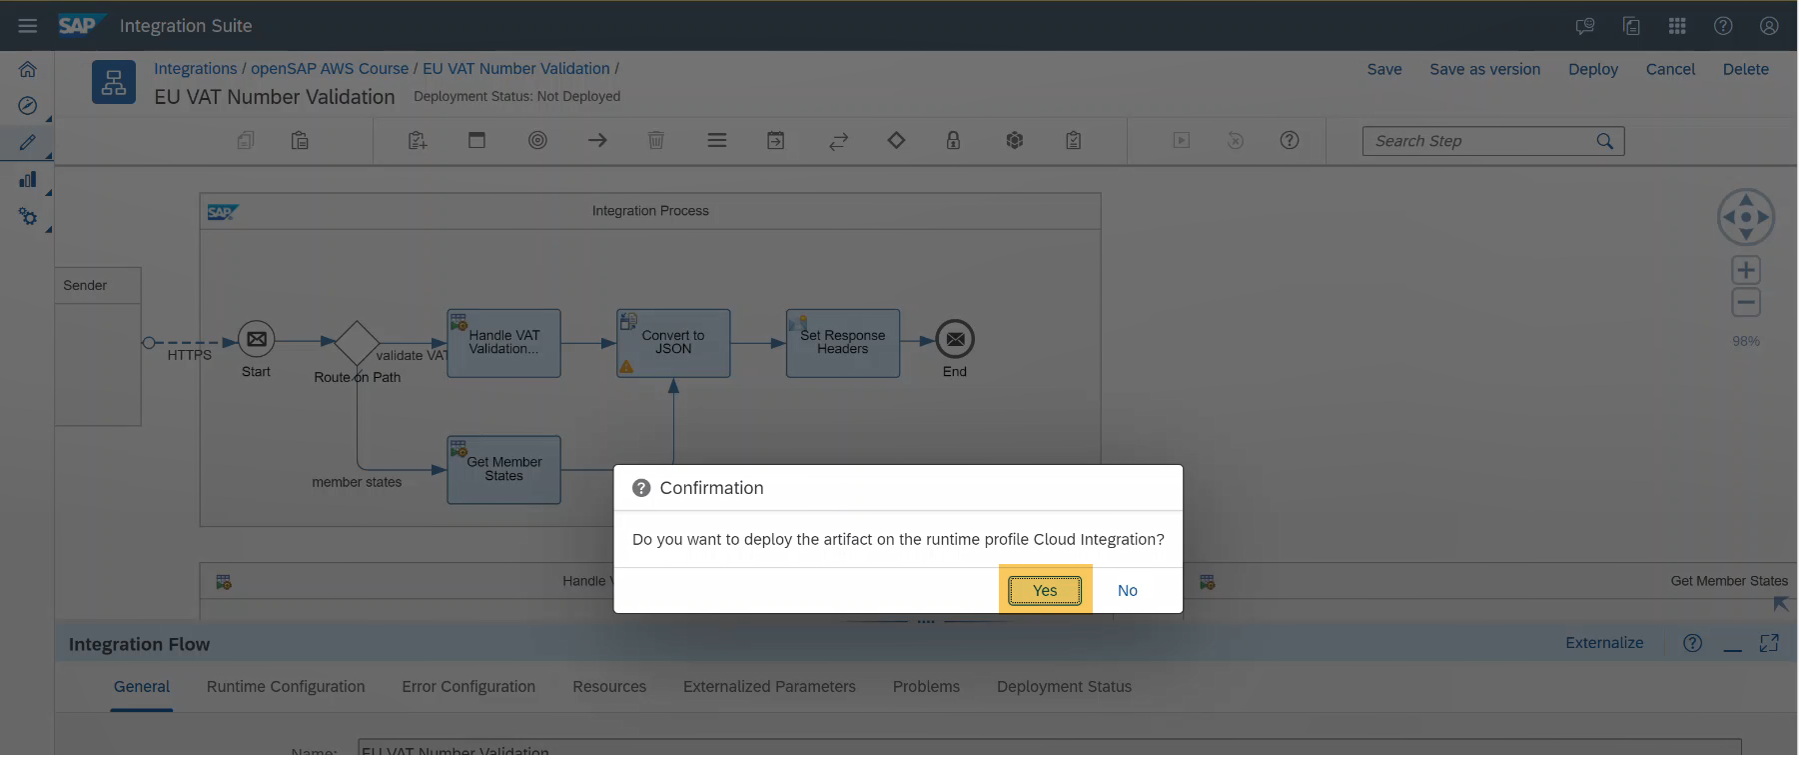 SAP Integration Suite
Integrations / openSAP AWS Course / EU VAT Number Validation /
EU VAT Number Validation Deployment Status: Not Deployed
Save Save as version Deploy Cancel Delete
Search Step
SAP Integration Process
Sender
HTTPS
Start
Route on Path
validate VAT
Handle VAT
Validation...
Convert to
JSON
Set Response
Headers
End
98%
member states
Get Member
States
Confirmation
Do you want to deploy the artifact on the runtime profile Cloud Integration?
Yes No
Handle
Get Member States
Integration Flow Externalize
General Runtime Configuration Error Configuration Resources Externalized Parameters Problems Deployment Status
Name: EU VAT Number Validation